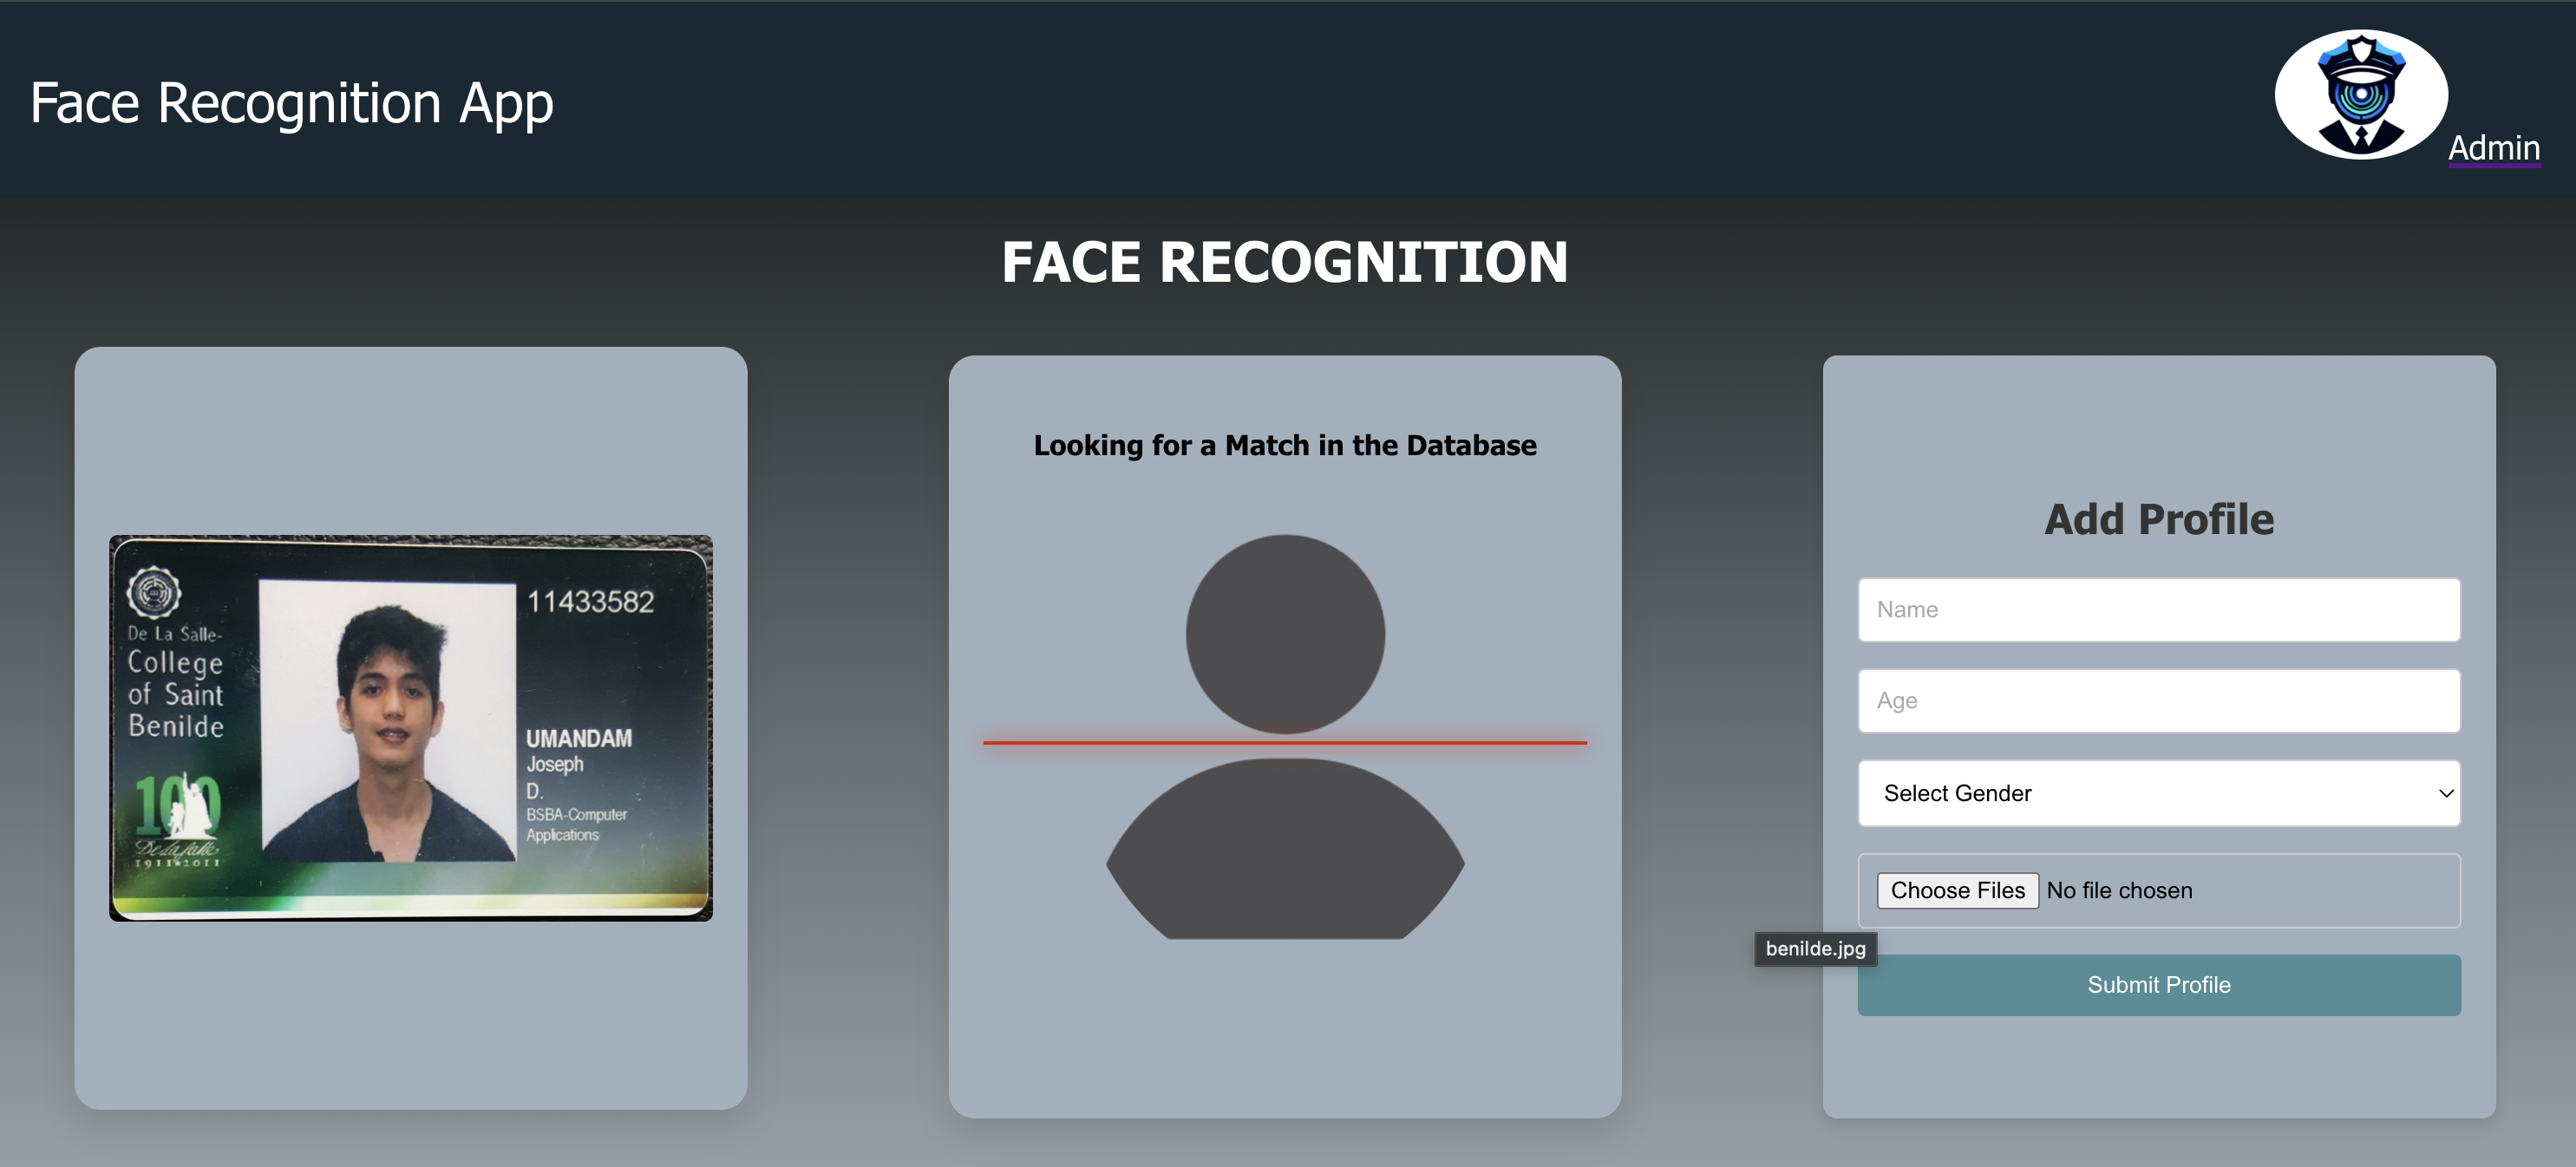 Face Recognition App
Admin
FACE RECOGNITION
De La Salle-
College
of Saint
Benilde
100
De La Salle
1911•2011
11433582
UMANDAM
Joseph
D.
BSBA-Computer
Applications
Looking for a Match in the Database
Add Profile
Name
Age
Select Gender
Choose Files No file chosen
benilde.jpg
Submit Profile